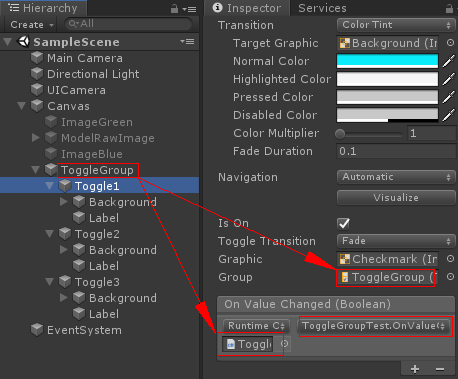 Hierarchy
Create All
SampleScene
Main Camera
Directional Light
UICamera
Canvas
ImageGreen
ModelRawImage
ImageBlue
ToggleGroup
Toggle1
Background
Label
Toggle2
Background
Label
Toggle3
Background
Label
EventSystem
Inspector Services
Transition Color Tint
Target Graphic Background (In
Normal Color
Highlighted Color
Pressed Color
Disabled Color
Color Multiplier 1
Fade Duration 0.1
Navigation Automatic
Visualize
Is On
Toggle Transition Fade
Graphic Checkmark (In
Group ToggleGroup (T
On Value Changed (Boolean)
Runtime C ToggleGroupTest.OnValue
Toggle
+ −